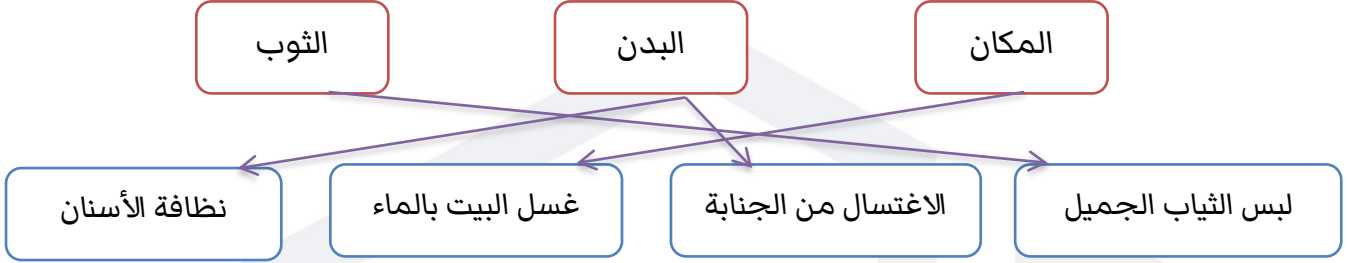 المكان
البدن
الثوب
لبس الثياب الجميل
الاغتسال من الجنابة
غسل البيت بالماء
نظافة الأسنان